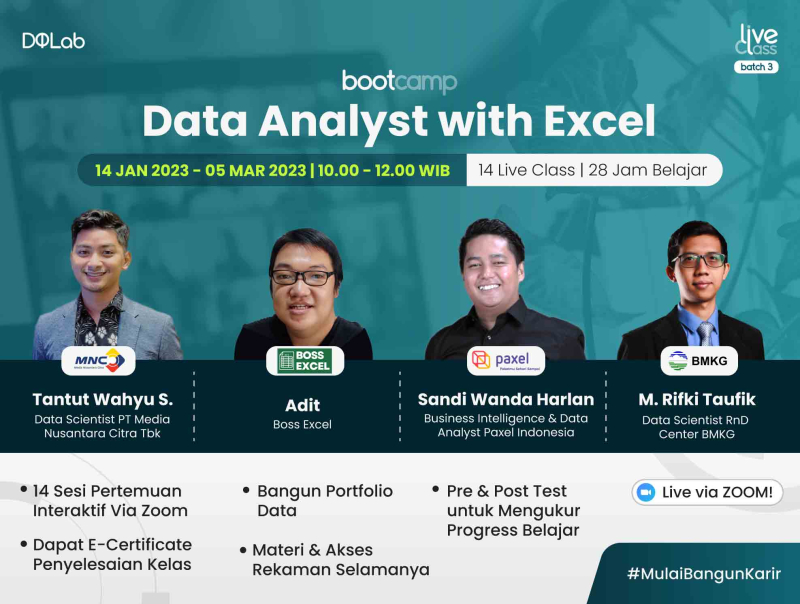 DQLab
live
class
batch 3
bootcamp
Data Analyst with Excel
14 JAN 2023 - 05 MAR 2023 | 10.00 - 12.00 WIB
14 Live Class | 28 Jam Belajar
MNC
BOSS
EXCEL
paxel
BMKG
Tantut Wahyu S.
Data Scientist PT Media
Nusantara Citra Tbk
Adit
Boss Excel
Sandi Wanda Harlan
Business Intelligence & Data
Analyst Paxel Indonesia
M. Rifki Taufik
Data Scientist RnD
Center BMKG
• 14 Sesi Pertemuan
Interaktif Via Zoom
• Dapat E-Certificate
Penyelesaian Kelas
• Bangun Portfolio
Data
• Materi & Akses
Rekaman Selamanya
• Pre & Post Test
untuk Mengukur
Progress Belajar
Live via ZOOM!
#MulaiBangunKarir